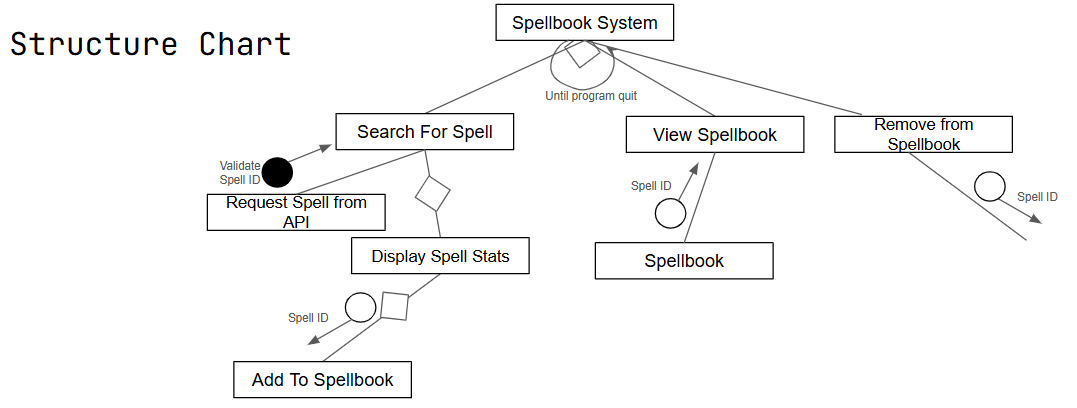 Spellbook System
Structure Chart
Until program quit
Search For Spell
View Spellbook
Remove from
Spellbook
Validate
Spell ID
Request Spell from
API
Spell ID
Spell ID
Display Spell Stats
Spellbook
Spell ID
Add To Spellbook